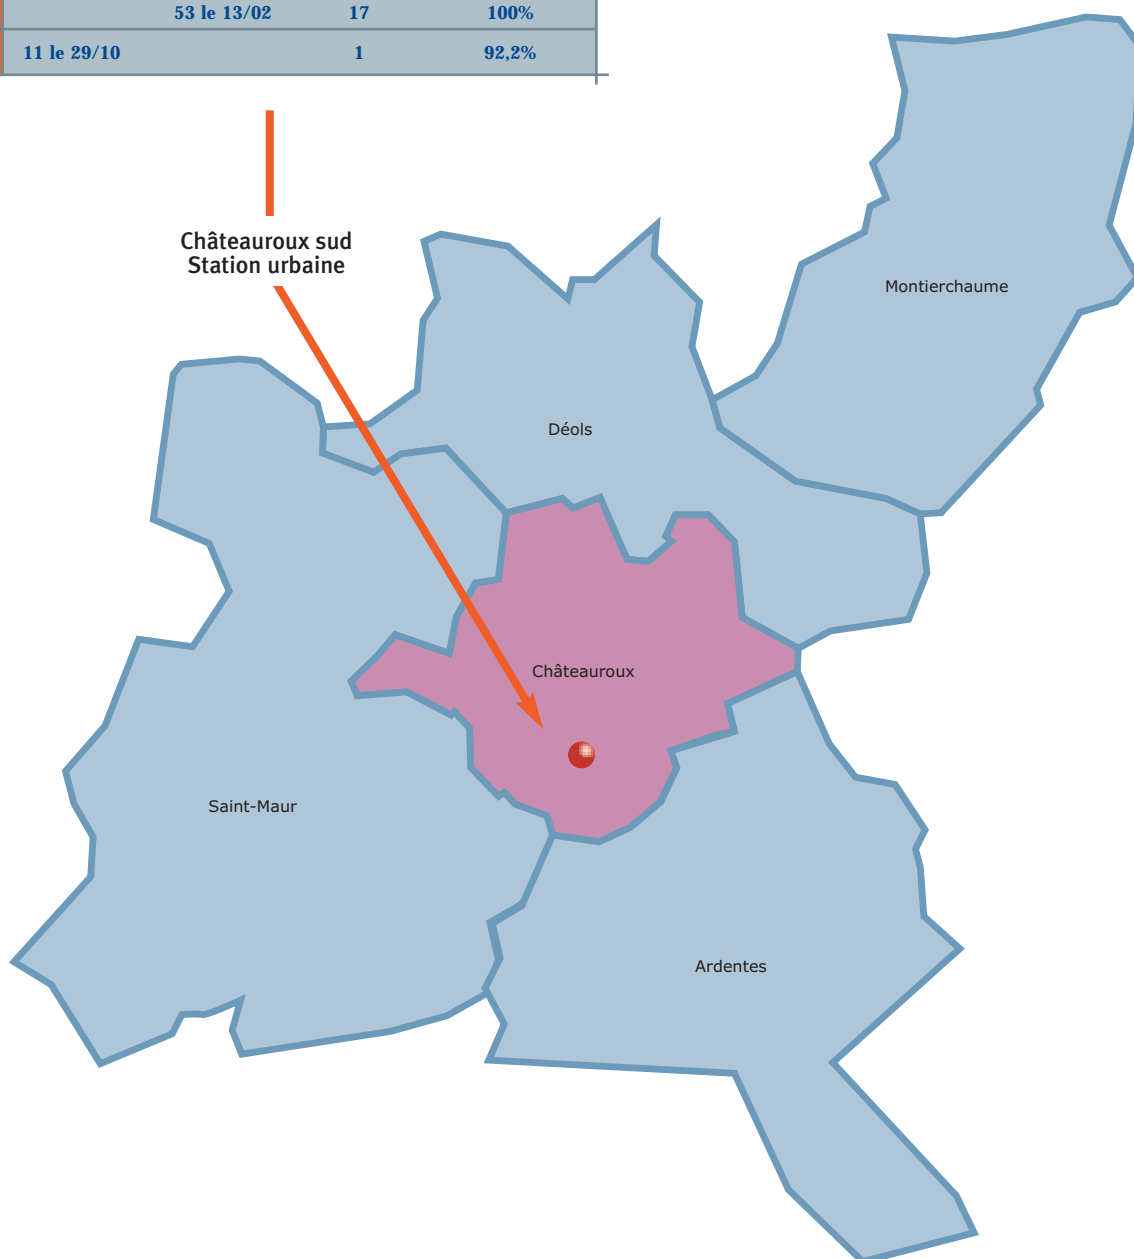 53 le 13/02 17 100%
11 le 29/10 1 92,2%
Châteauroux sud
Station urbaine
Montierchaume
Déols
Châteauroux
Saint-Maur
Ardentes